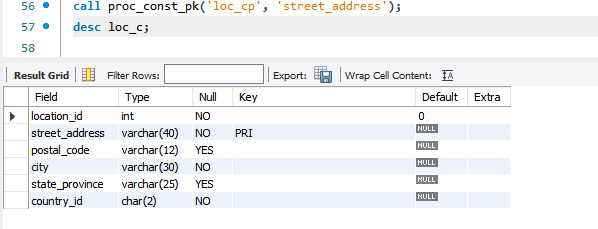 56 call proc_const_pk('loc_cp', 'street_address');
57 desc loc_c;
58
Result Grid Filter Rows: Export: Wrap Cell Content: IA
Field Type Null Key Default Extra
location_id int NO 0
street_address varchar(40) NO PRI NULL
postal_code varchar(12) YES NULL
city varchar(30) NO NULL
state_province varchar(25) YES NULL
country_id char(2) NO NULL